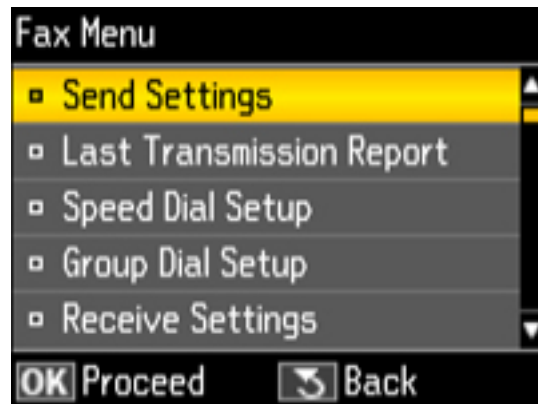 Fax Menu
Send Settings
Last Transmission Report
Speed Dial Setup
Group Dial Setup
Receive Settings
OK Proceed Back